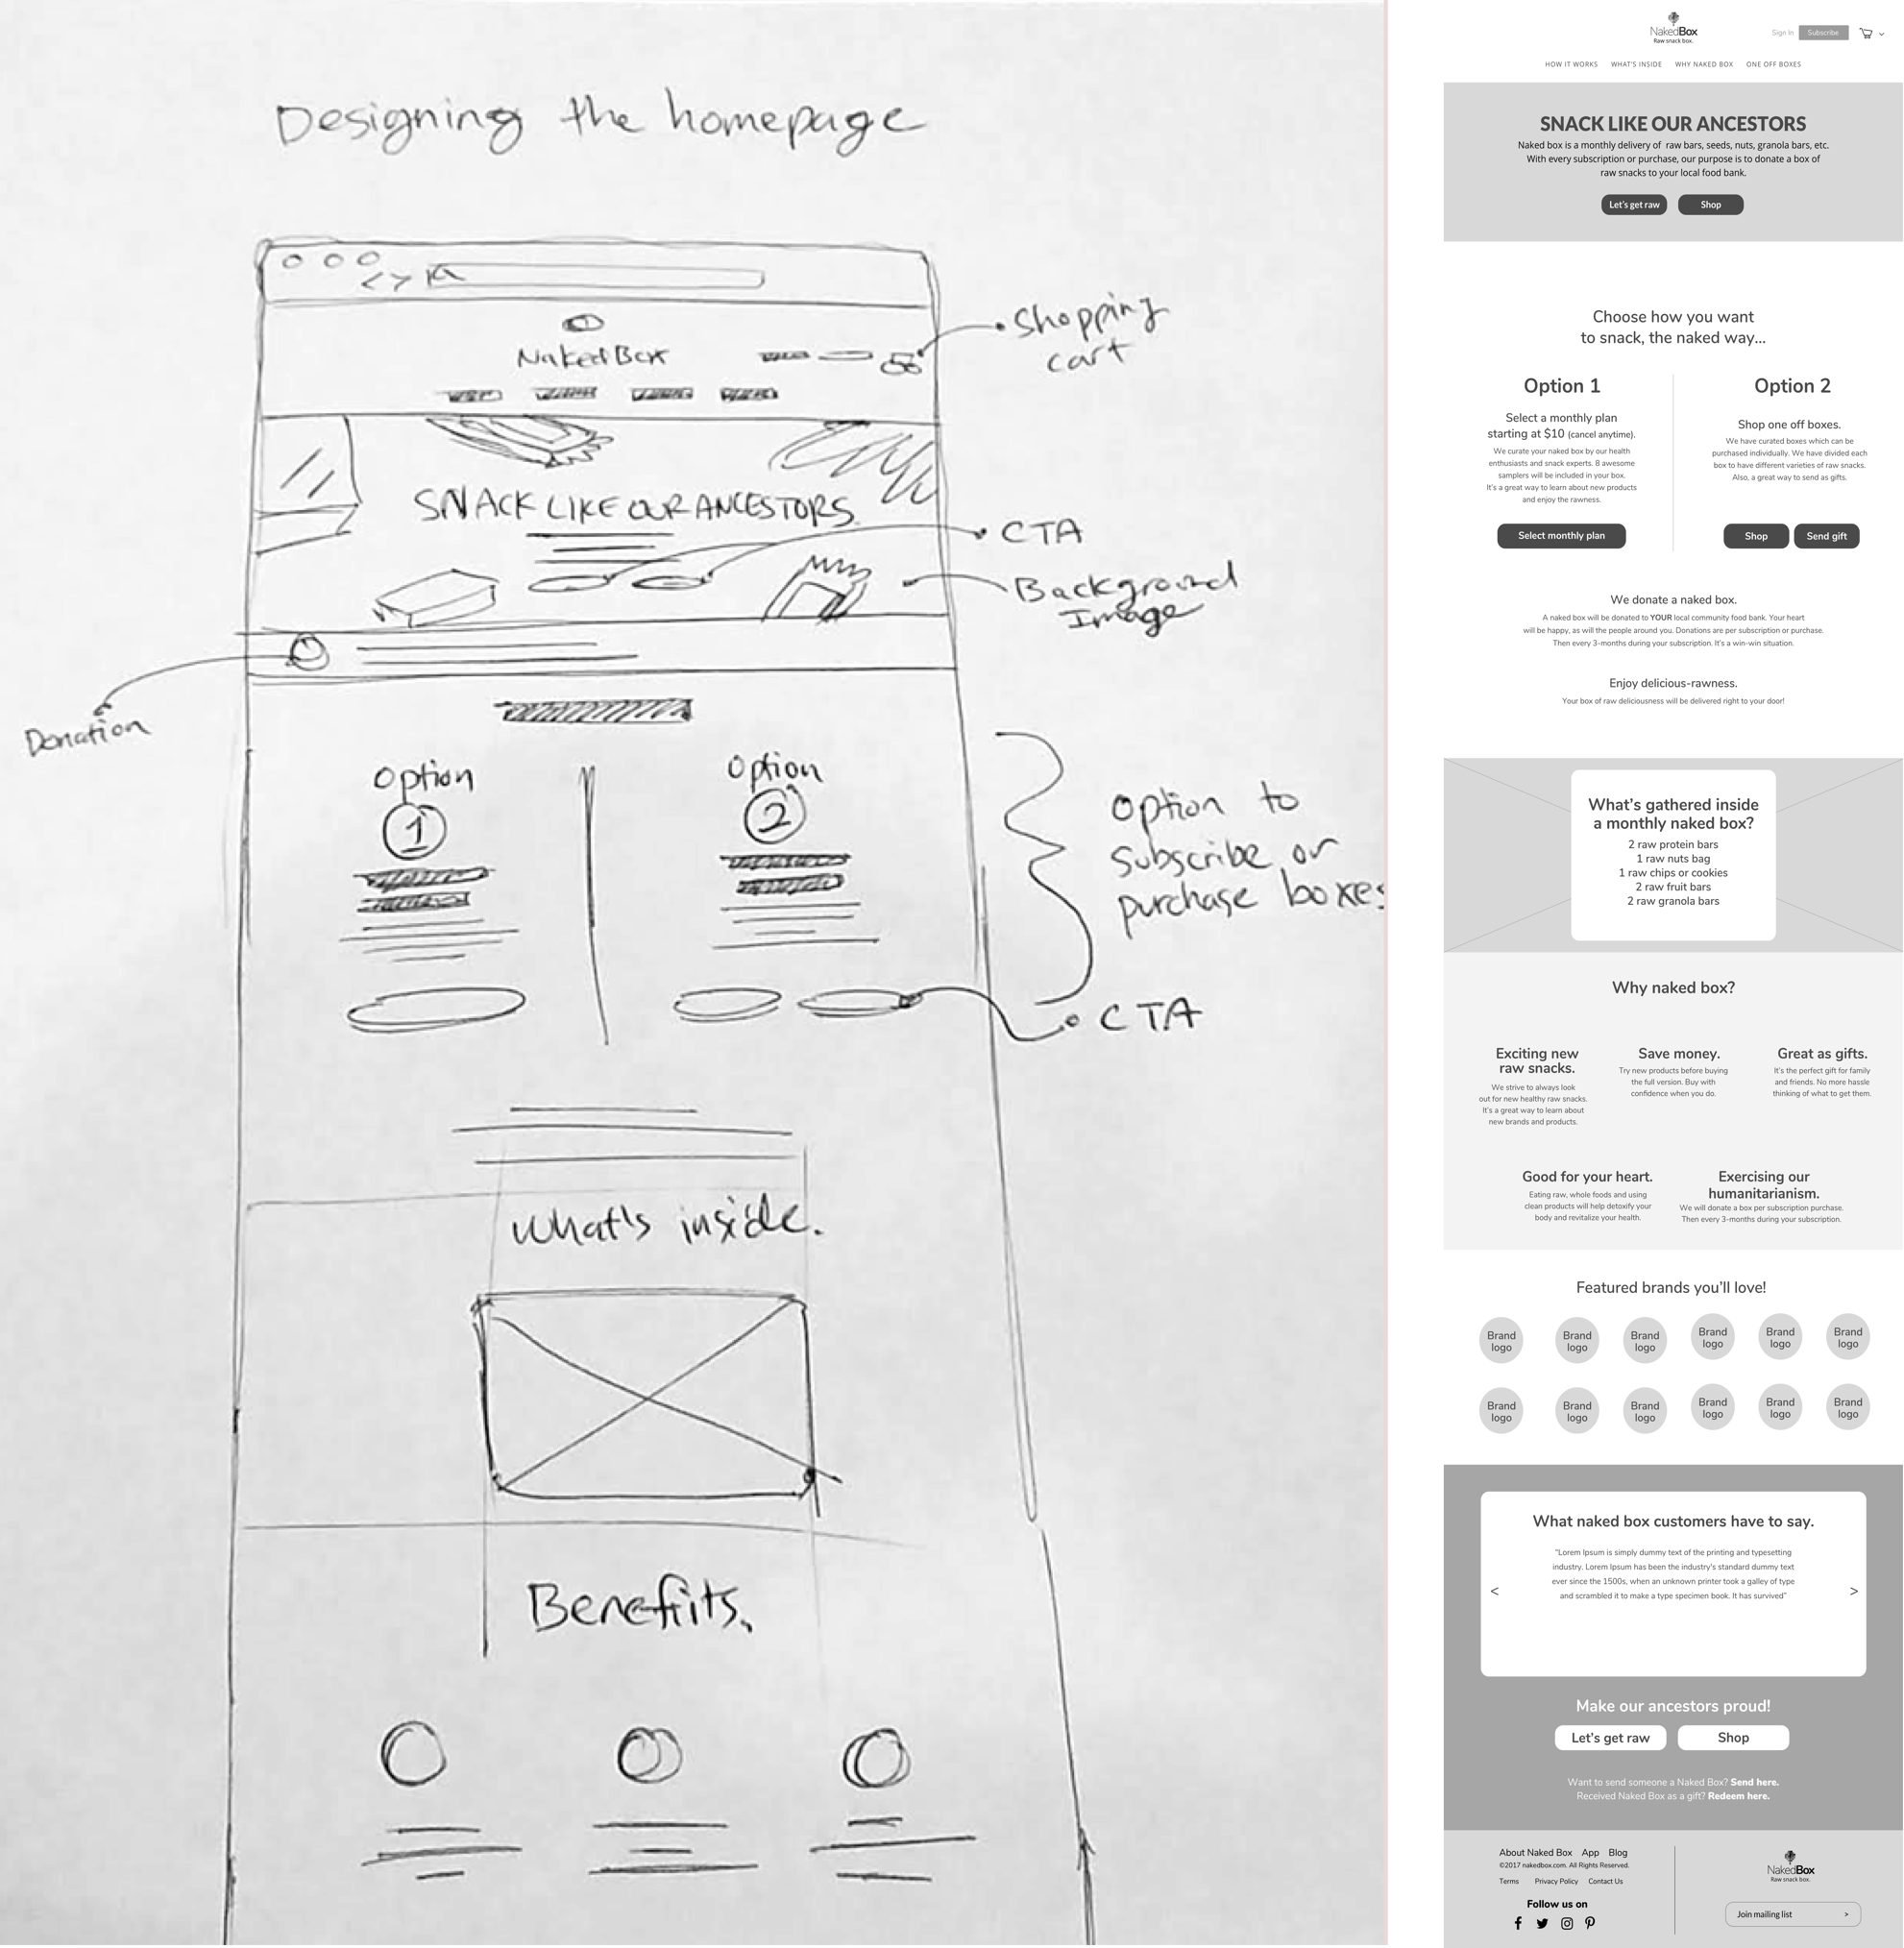 Designing the homepage
NakedBox
Shopping
cart
SNACK LIKE OUR ANCESTORS
CTA
Background
Image
Donation
Option
1
Option
2
Option to
subscribe or
purchase boxes
CTA
What's inside.
Benefits.
NakedBox
Raw snack box.
Sign In
Subscribe
HOW IT WORKS WHAT'S INSIDE WHY NAKED BOX ONE OFF BOXES
SNACK LIKE OUR ANCESTORS
Naked box is a monthly delivery of raw bars, seeds, nuts, granola bars, etc.
With every subscription or purchase, our purpose is to donate a box of
raw snacks to your local food bank.
Let's get raw
Shop
Choose how you want
to snack, the naked way...
Option 1
Select a monthly plan
starting at $10 (cancel anytime).
We curate your naked box by our health
enthusiasts and snack experts. 8 awesome
samplers will be included in your box.
It's a great way to learn about new products
and enjoy the rawness.
Select monthly plan
Option 2
Shop one off boxes.
We have curated boxes which can be
purchased individually. We have divided each
box to have different varieties of raw snacks.
Also, a great way to send as gifts.
Shop
Send gift
We donate a naked box.
A naked box will be donated to YOUR local community food bank. Your heart
will be happy, as will the people around you. Donations are per subscription or purchase.
Then every 3-months during your subscription. It's a win-win situation.
Enjoy delicious-rawness.
Your box of raw deliciousness will be delivered right to your door!
What's gathered inside
a monthly naked box?
2 raw protein bars
1 raw nuts bag
1 raw chips or cookies
2 raw fruit bars
2 raw granola bars
Why naked box?
Exciting new
raw snacks.
We strive to always look
out for new healthy raw snacks.
It's a great way to learn about
new brands and products.
Save money.
Try new products before buying
the full version. Buy with
confidence when you do.
Great as gifts.
It's the perfect gift for family
and friends. No more hassle
thinking of what to get them.
Good for your heart.
Eating raw, whole foods and using
clean products will help detoxify your
body and revitalize your health.
Exercising our
humanitarianism.
We will donate a box per subscription purchase.
Then every 3-months during your subscription.
Featured brands you'll love!
Brand
logo
Brand
logo
Brand
logo
Brand
logo
Brand
logo
Brand
logo
Brand
logo
Brand
logo
Brand
logo
Brand
logo
Brand
logo
Brand
logo
What naked box customers have to say.
"Lorem Ipsum is simply dummy text of the printing and typesetting
industry. Lorem Ipsum has been the industry's standard dummy text
ever since the 1500s, when an unknown printer took a galley of type
and scrambled it to make a type specimen book. It has survived"
<
>
Make our ancestors proud!
Let's get raw
Shop
Want to send someone a Naked Box? Send here.
Received Naked Box as a gift? Redeem here.
About Naked Box App Blog
©2017 nakedbox.com. All Rights Reserved.
Terms Privacy Policy Contact Us
Follow us on
NakedBox
Raw snack box.
Join mailing list >